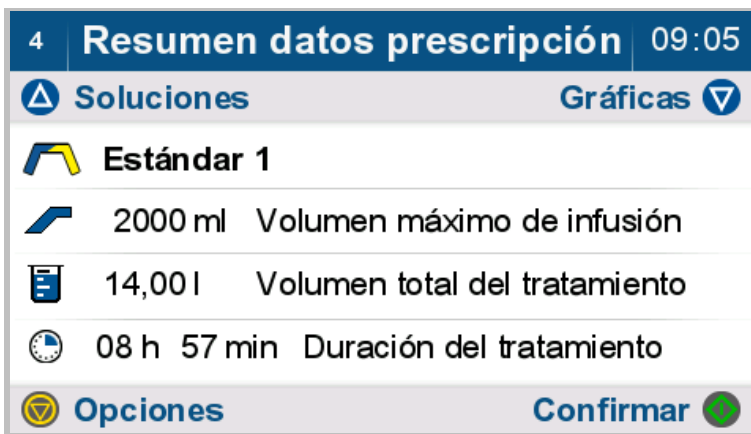 4 Resumen datos prescripción 09:05
Soluciones Gráficas
Estándar 1
2000 ml Volumen máximo de infusión
14,00 l Volumen total del tratamiento
08 h 57 min Duración del tratamiento
Opciones Confirmar